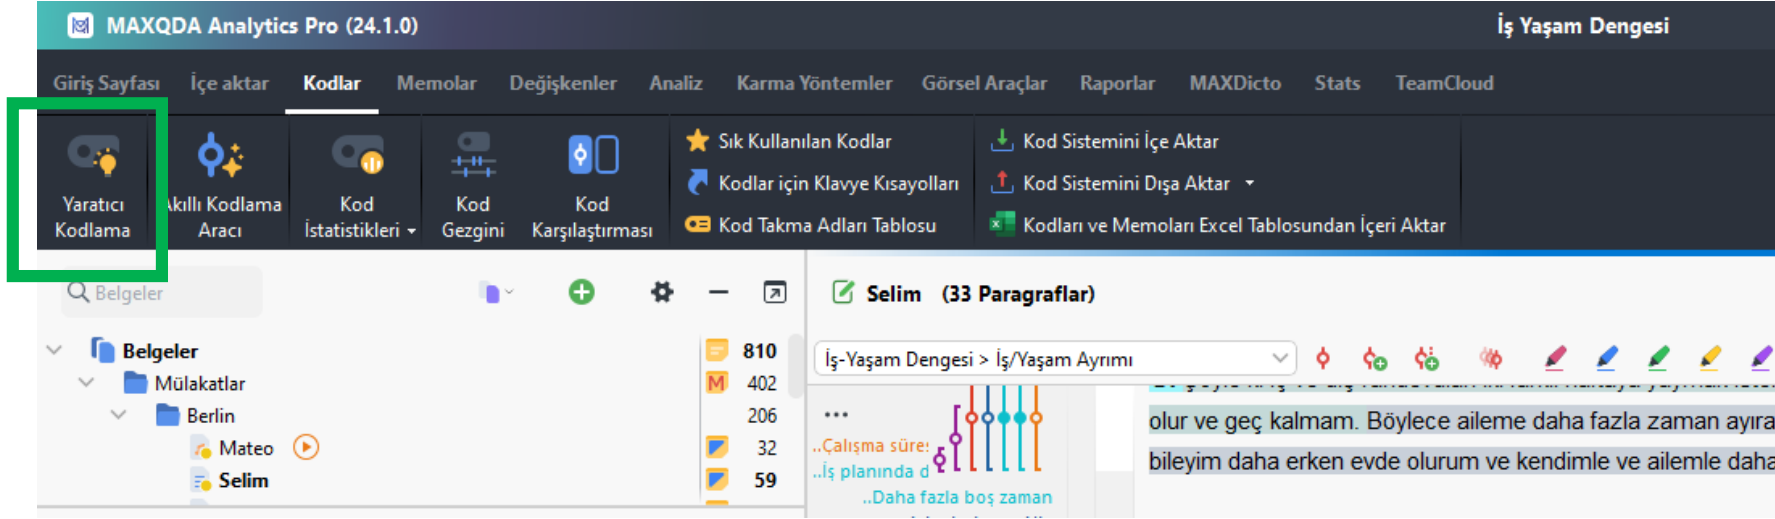 MAXQDA Analytics Pro (24.1.0)
İş Yaşam Dengesi
Giriş Sayfası İçe aktar Kodlar Memolar Değişkenler Analiz Karma Yöntemler Görsel Araçlar Raporlar MAXDicto Stats TeamCloud
Yaratıcı
Kodlama
Akıllı Kodlama
Aracı
Kod
İstatistikleri
Kod
Gezgini
Kod
Karşılaştırması
Sık Kullanılan Kodlar
Kodlar için Klavye Kısayolları
Kod Takma Adları Tablosu
Kod Sistemini İçe Aktar
Kod Sistemini Dışa Aktar
Kodları ve Memoları Excel Tablosundan İçeri Aktar
Belgeler
Belgeler 810
Mülakatlar M 402
Berlin 206
Mateo 32
Selim 59
Selim (33 Paragraflar)
İş-Yaşam Dengesi > İş/Yaşam Ayrımı
...
..Çalışma süre
..İş planında d
..Daha fazla boş zaman
olur ve geç kalmam. Böylece aileme daha fazla zaman ayıra
bileyim daha erken evde olurum ve kendimle ve ailemle daha